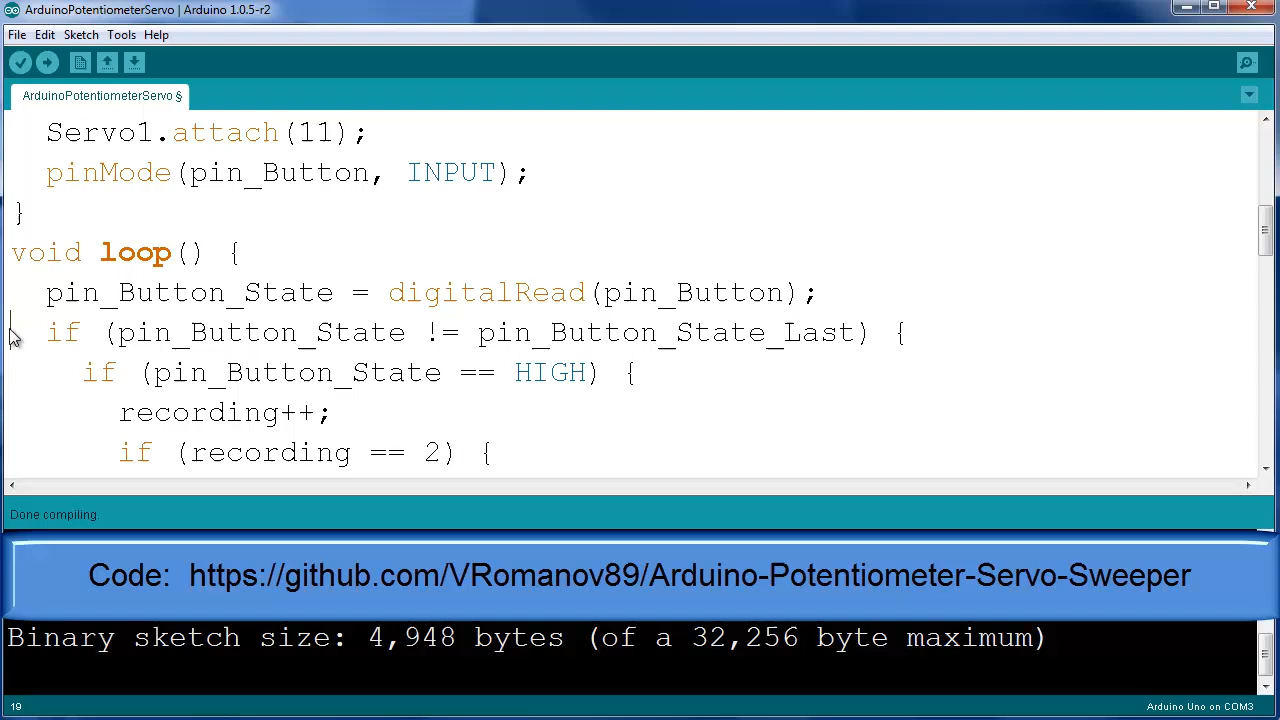 ArduinoPotentiometerServo | Arduino 1.0.5-r2
File Edit Sketch Tools Help
ArduinoPotentiometerServo §
Servo1.attach(11);
pinMode(pin_Button, INPUT);
}
void loop() {
pin_Button_State = digitalRead(pin_Button);
if (pin_Button_State != pin_Button_State_Last) {
if (pin_Button_State == HIGH) {
recording++;
if (recording == 2) {
Done compiling.
Code: https://github.com/VRomanov89/Arduino-Potentiometer-Servo-Sweeper
Binary sketch size: 4,948 bytes (of a 32,256 byte maximum)
19 Arduino Uno on COM3